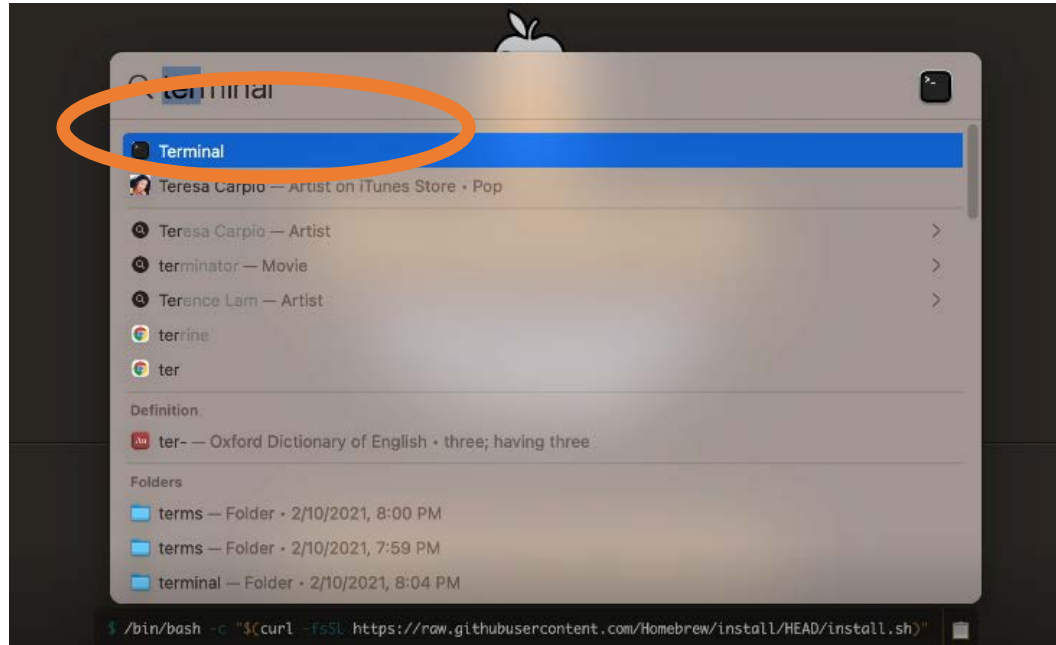 terminal
Terminal
Teresa Carpio — Artist on iTunes Store • Pop
Teresa Carpio — Artist
terminator — Movie
Terence Lam — Artist
terrine
ter
Definition
ter- — Oxford Dictionary of English • three; having three
Folders
terms — Folder • 2/10/2021, 8:00 PM
terms — Folder • 2/10/2021, 7:59 PM
terminal — Folder • 2/10/2021, 8:04 PM
$ /bin/bash -c "$(curl -fsSL https://raw.githubusercontent.com/Homebrew/install/HEAD/install.sh)"